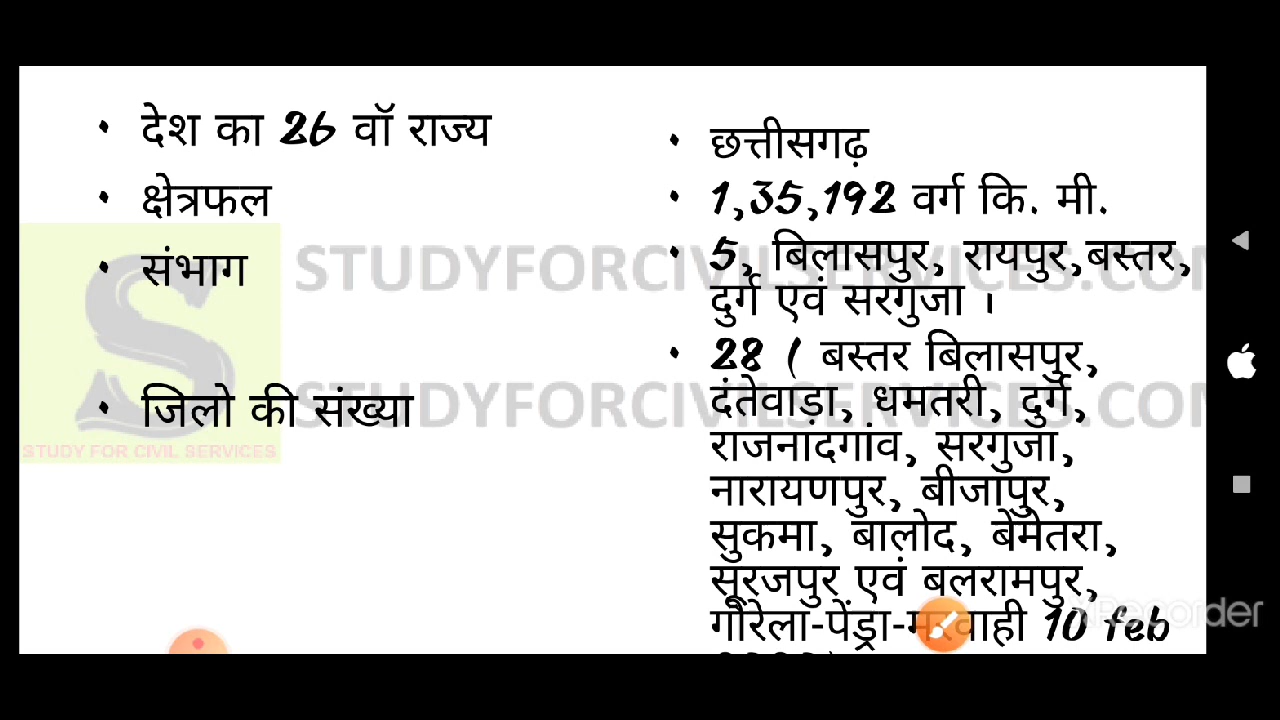 देश का 26 वॉ राज्य
क्षेत्रफल
संभाग
जिलो की संख्या
छत्तीसगढ़
1,35,192 वर्ग कि. मी.
5, बिलासपुर, रायपुर,बस्तर,
दुर्ग एवं सरगुजा ।
28 ( बस्तर बिलासपुर,
दंतेवाड़ा, धमतरी, दुर्ग,
राजनांदगांव, सरगुजा,
नारायणपुर, बीजापुर,
सुकमा, बालोद, बेमेतरा,
सूरजपुर एवं बलरामपुर,
गौरेला-पेंड्रा-मरवाही 10 feb
STUDYFORCIVILSERVICES.COM
STUDYFORCIVILSERVICES.COM
S
STUDY FOR CIVIL SERVICES
XRecorder